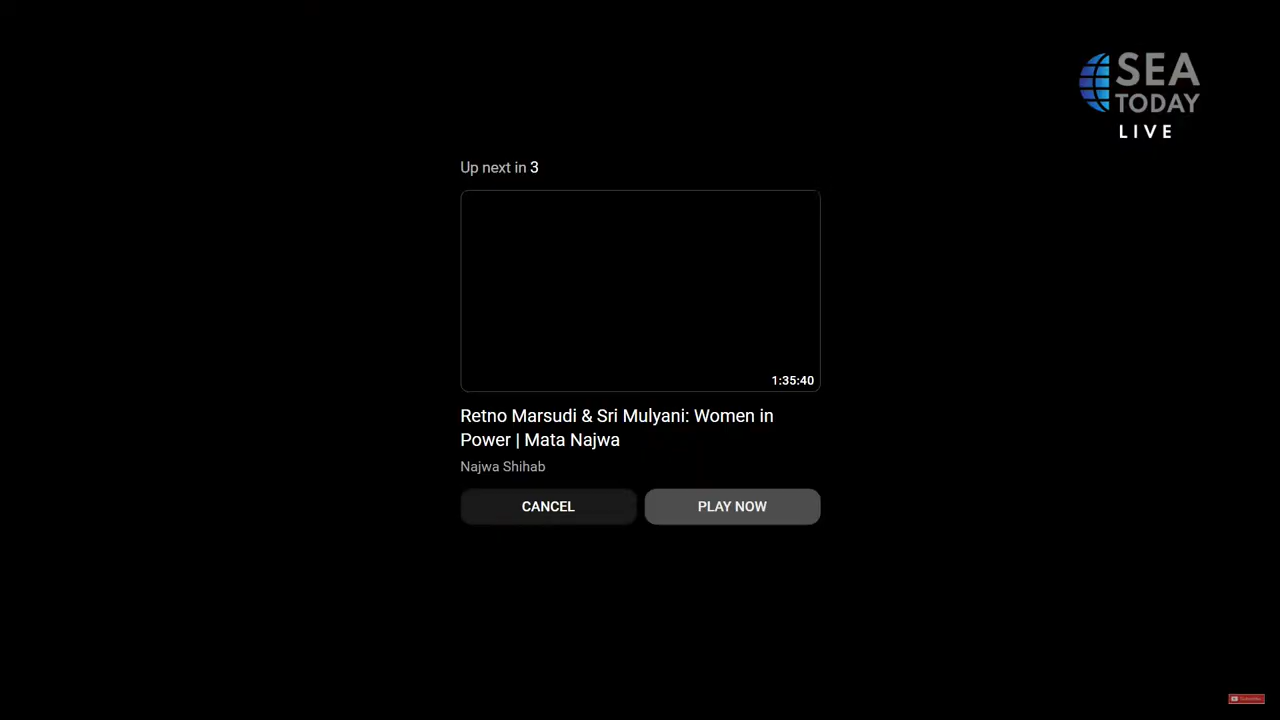 SEA
TODAY
LIVE
Up next in 3
1:35:40
Retno Marsudi & Sri Mulyani: Women in
Power | Mata Najwa
Najwa Shihab
CANCEL
PLAY NOW